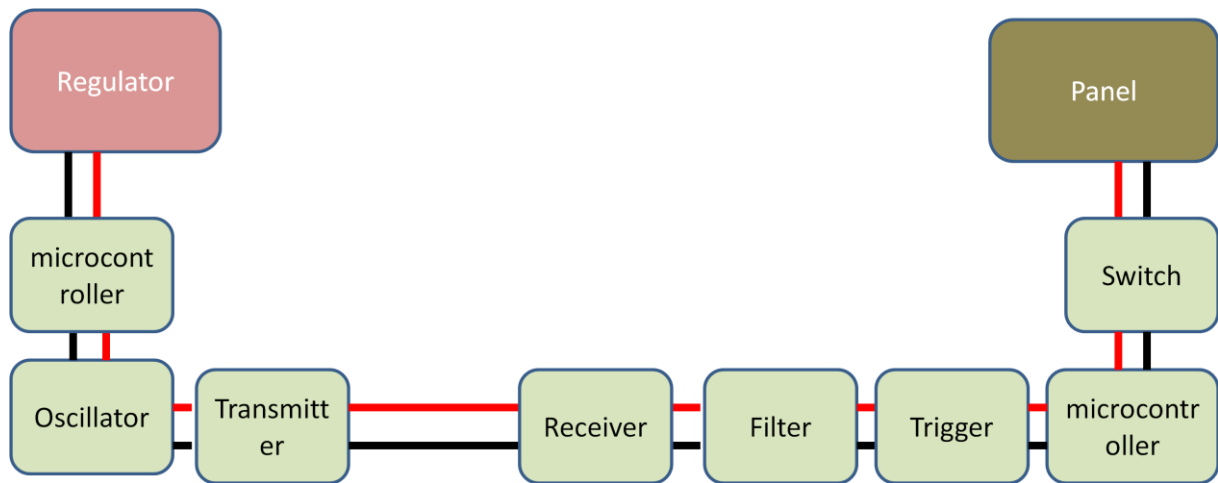 Regulator
Panel
microcont
roller
Switch
Oscillator
Transmitt
er
Receiver
Filter
Trigger
microcontr
oller